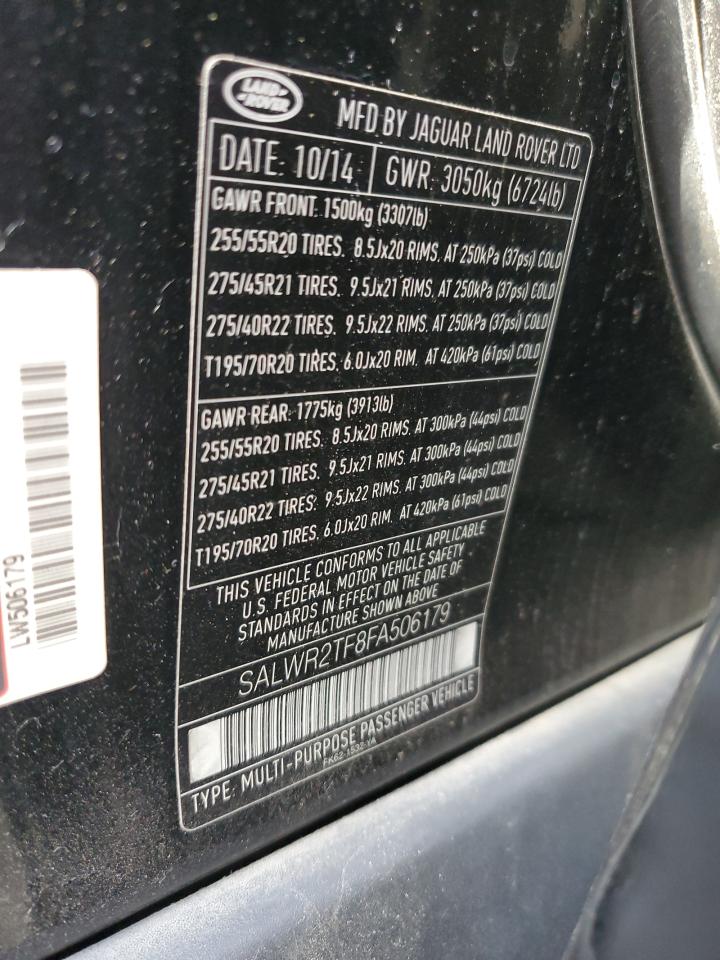 LAND
ROVER
MFD BY JAGUAR LAND ROVER LTD
DATE: 10/14 GWR: 3050kg (6724lb)
GAWR FRONT: 1500kg (3307lb)
255/55R20 TIRES. 8.5Jx20 RIMS. AT 250kPa (37psi) COLD
275/45R21 TIRES. 9.5Jx21 RIMS. AT 250kPa (37psi) COLD
275/40R22 TIRES. 9.5Jx22 RIMS. AT 250kPa (37psi) COLD
T195/70R20 TIRES. 6.0Jx20 RIM. AT 420kPa (61psi) COLD
GAWR REAR: 1775kg (3913lb)
255/55R20 TIRES. 8.5Jx20 RIMS. AT 300kPa (44psi) COLD
275/45R21 TIRES. 9.5Jx21 RIMS. AT 300kPa (44psi) COLD
275/40R22 TIRES: 9.5Jx22 RIMS. AT 300kPa (44psi) COLD
T195/70R20 TIRES. 6.0Jx20 RIM. AT 420kPa (61psi) COLD
THIS VEHICLE CONFORMS TO ALL APPLICABLE
U.S. FEDERAL MOTOR VEHICLE SAFETY
STANDARDS IN EFFECT ON THE DATE OF
MANUFACTURE SHOWN ABOVE
SALWR2TF8FA506179
TYPE: MULTI-PURPOSE PASSENGER VEHICLE
FK62-1532-YA
LW506179